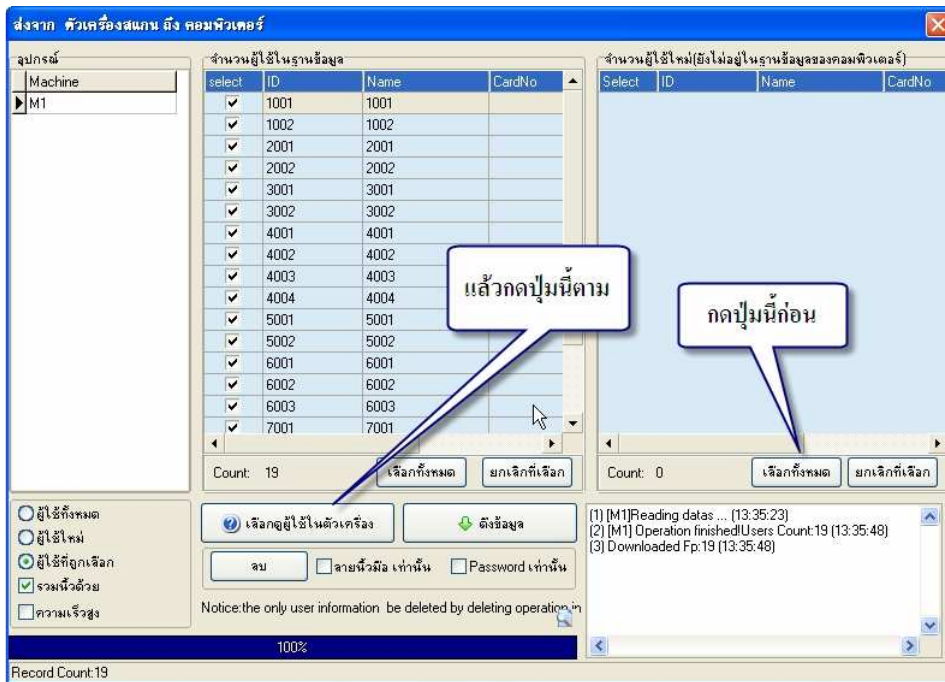 ส่งจาก ตัวเครื่องสแกน ถึง คอมพิวเตอร์
อุปกรณ์
Machine
M1
จำนวนผู้ใช้ในฐานข้อมูล
select ID Name CardNo
1001 1001
1002 1002
2001 2001
2002 2002
3001 3001
3002 3002
4001 4001
4002 4002
4003 4003
4004 4004
5001 5001
5002 5002
6001 6001
6002 6002
6003 6003
7001 7001
Count: 19 เลือกทั้งหมด ยกเลิกที่เลือก
จำนวนผู้ใช้ใหม่(ยังไม่อยู่ในฐานข้อมูลของคอมพิวเตอร์)
Select ID Name CardNo
แล้วกดปุ่มนี้ตาม
กดปุ่มนี้ก่อน
Count: 0 เลือกทั้งหมด ยกเลิกที่เลือก
ผู้ใช้ทั้งหมด
ผู้ใช้ใหม่
ผู้ใช้ที่ถูกเลือก
รวมนิ้วด้วย
ความเร็วสูง
เลือกดูผู้ใช้ในตัวเครื่อง ดึงข้อมูล
ลบ ลายนิ้วมือ เท่านั้น Password เท่านั้น
Notice:the only user information be deleted by deleting operation in
(1) [M1]Reading datas ... (13:35:23)
(2) [M1] Operation finished!Users Count:19 (13:35:48)
(3) Downloaded Fp:19 (13:35:48)
100%
Record Count:19